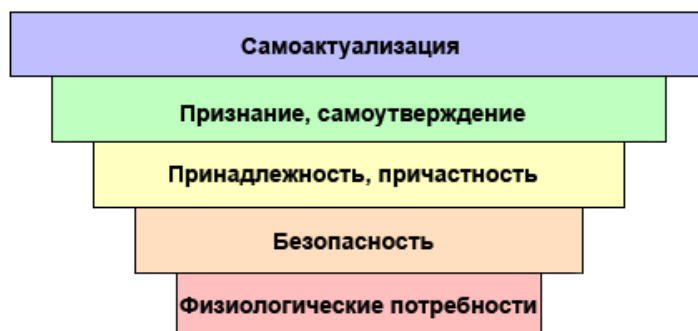 Самоактуализация
Признание, самоутверждение
Принадлежность, причастность
Безопасность
Физиологические потребности